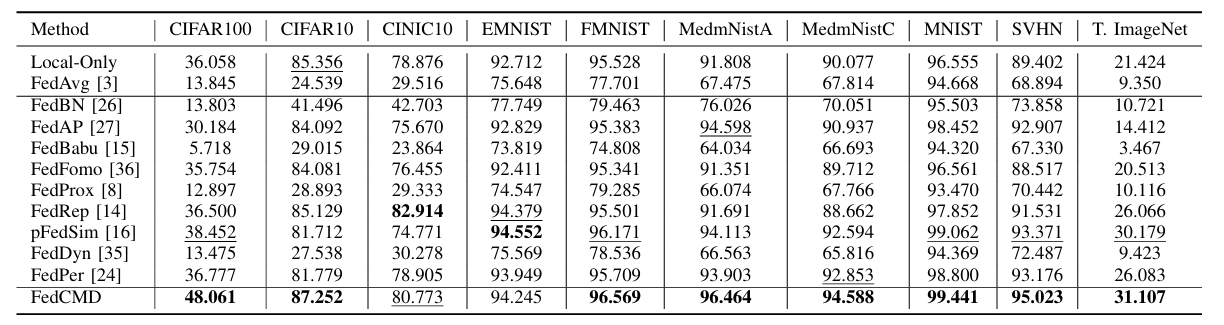 Method CIFAR100 CIFAR10 CINIC10 EMNIST FMNIST MedmNistA MedmNistC MNIST SVHN T. ImageNet
Local-Only 36.058 85.356 78.876 92.712 95.528 91.808 90.077 96.555 89.402 21.424
FedAvg [3] 13.845 24.539 29.516 75.648 77.701 67.475 67.814 94.668 68.894 9.350
FedBN [26] 13.803 41.496 42.703 77.749 79.463 76.026 70.051 95.503 73.858 10.721
FedAP [27] 30.184 84.092 75.670 92.829 95.383 94.598 90.937 98.452 92.907 14.412
FedBabu [15] 5.718 29.015 23.864 73.819 74.808 64.034 66.693 94.320 67.330 3.467
FedFomo [36] 35.754 84.081 76.455 92.411 95.341 91.351 89.712 96.561 88.517 20.513
FedProx [8] 12.897 28.893 29.333 74.547 79.285 66.074 67.766 93.470 70.442 10.116
FedRep [14] 36.500 85.129 82.914 94.379 95.501 91.691 88.662 97.852 91.531 26.066
pFedSim [16] 38.452 81.712 74.771 94.552 96.171 94.113 92.594 99.062 93.371 30.179
FedDyn [35] 13.475 27.538 30.278 75.569 78.536 66.563 65.816 94.369 72.487 9.423
FedPer [24] 36.777 81.779 78.905 93.949 95.709 93.903 92.853 98.800 93.176 26.083
FedCMD 48.061 87.252 80.773 94.245 96.569 96.464 94.588 99.441 95.023 31.107